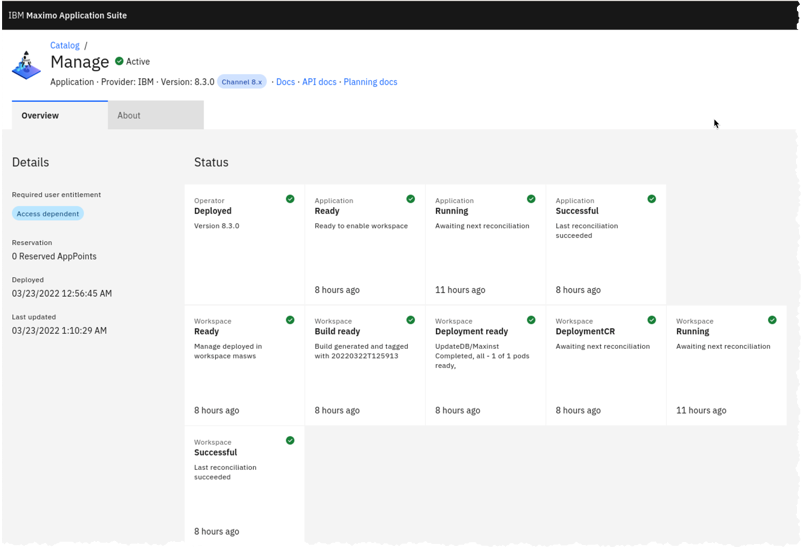 IBM Maximo Application Suite
Catalog /
Manage Active
Application · Provider: IBM · Version: 8.3.0 Channel 8.x · Docs · API docs · Planning docs
Overview About
Details
Required user entitlement
Access dependent
Reservation
0 Reserved AppPoints
Deployed
03/23/2022 12:56:45 AM
Last updated
03/23/2022 1:10:29 AM
Status
Operator
Deployed
Version 8.3.0
Application
Ready
Ready to enable workspace
8 hours ago
Application
Running
Awaiting next reconciliation
11 hours ago
Application
Successful
Last reconciliation
succeeded
8 hours ago
Workspace
Ready
Manage deployed in
workspace masws
8 hours ago
Workspace
Build ready
Build generated and tagged
with 20220322T125913
8 hours ago
Workspace
Deployment ready
UpdateDB/Maxinst
Completed, all - 1 of 1 pods
ready,
8 hours ago
Workspace
DeploymentCR
Awaiting next reconciliation
8 hours ago
Workspace
Running
Awaiting next reconciliation
11 hours ago
Workspace
Successful
Last reconciliation
succeeded
8 hours ago